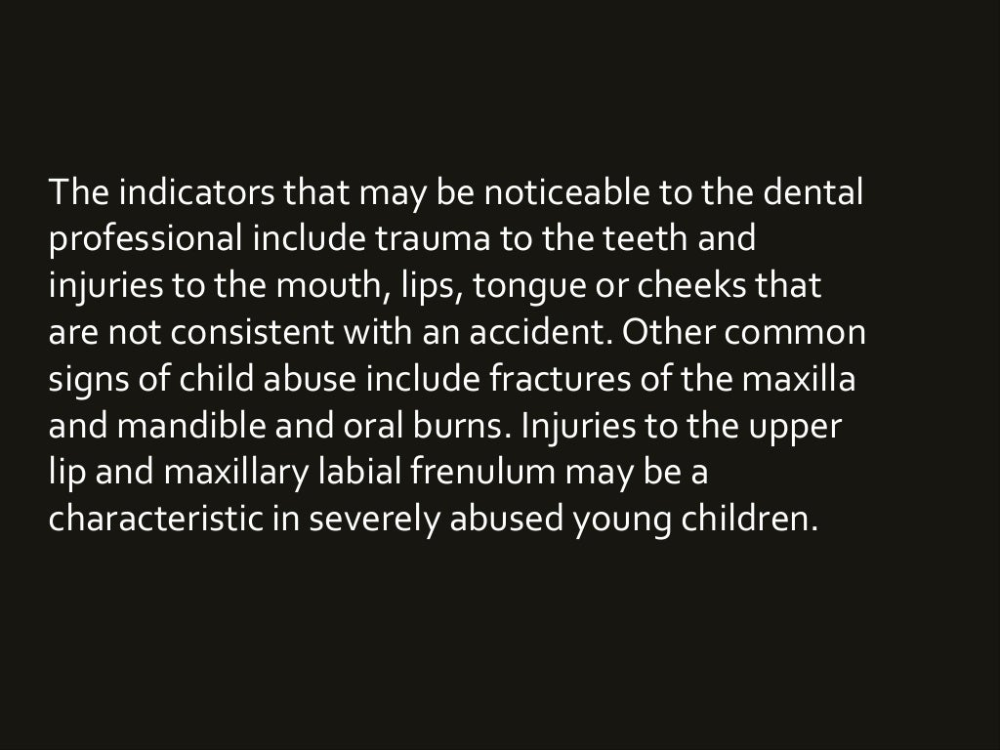 The indicators that may be noticeable to the dental
professional include trauma to the teeth and
injuries to the mouth, lips, tongue or cheeks that
are not consistent with an accident. Other common
signs of child abuse include fractures of the maxilla
and mandible and oral burns. Injuries to the upper
lip and maxillary labial frenulum may be a
characteristic in severely abused young children.